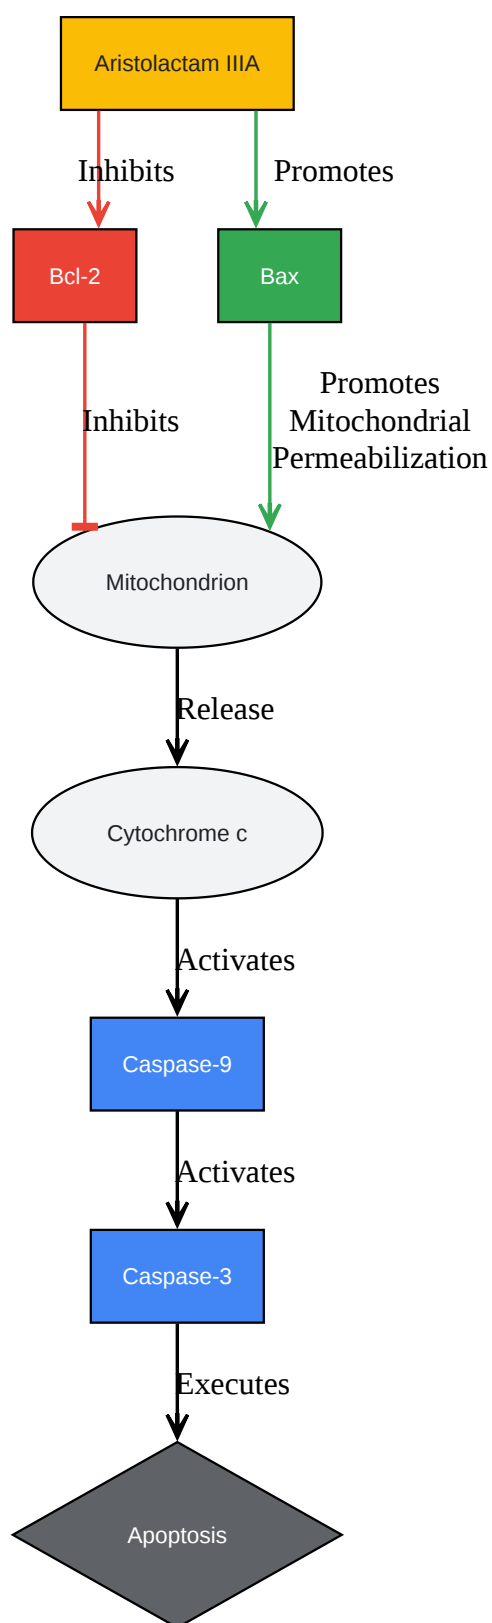 Aristolactam IIIA
Inhibits
Promotes
Bcl-2
Bax
Inhibits
Promotes
Mitochondrial
Permeabilization
Mitochondrion
Release
Cytochrome c
Activates
Caspase-9
Activates
Caspase-3
Executes
Apoptosis